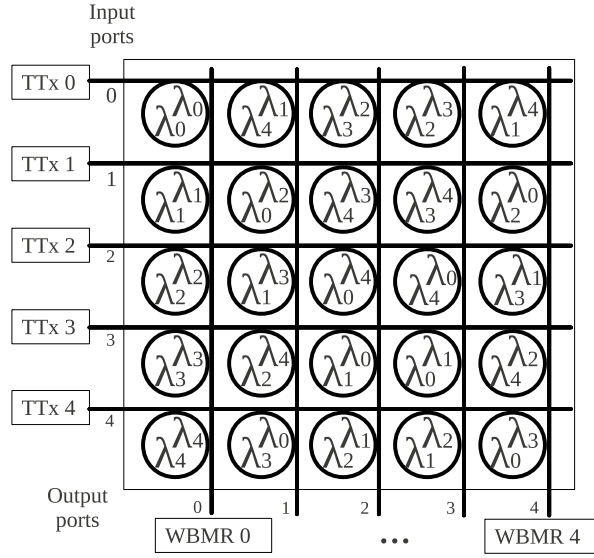 Input
ports
TTx 0
0
λ0 λ0 λ1 λ4 λ2 λ3 λ3 λ2 λ4 λ1
TTx 1
1
λ1 λ1 λ2 λ0 λ3 λ4 λ4 λ3 λ0 λ2
TTx 2
2
λ2 λ2 λ3 λ1 λ4 λ0 λ0 λ4 λ1 λ3
TTx 3
3
λ3 λ3 λ4 λ2 λ0 λ1 λ1 λ0 λ2 λ4
TTx 4
4
λ4 λ4 λ0 λ3 λ1 λ2 λ2 λ1 λ3 λ0
Output
ports
0 1 2 3 4
WBMR 0 ... WBMR 4